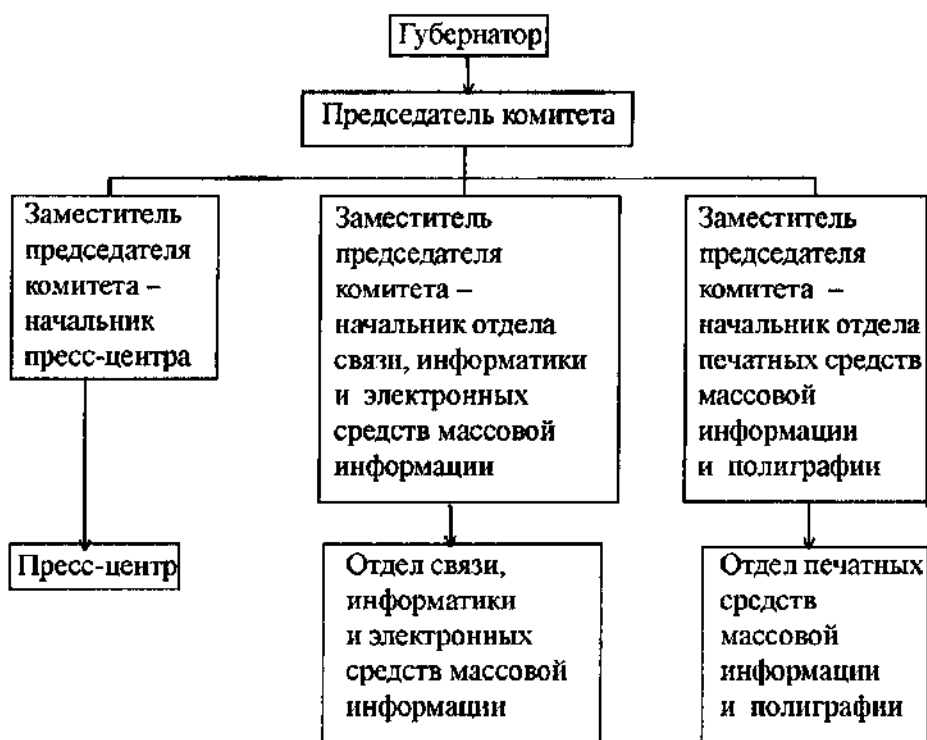 Губернатор
Председатель комитета
Заместитель
председателя
комитета –
начальник
пресс-центра
Заместитель
председателя
комитета –
начальник отдела
связи, информатики
и электронных
средств массовой
информации
Заместитель
председателя
комитета –
начальник отдела
печатных средств
массовой
информации
и полиграфии
Пресс-центр
Отдел связи,
информатики
и электронных
средств массовой
информации
Отдел печатных
средств
массовой
информации
и полиграфии